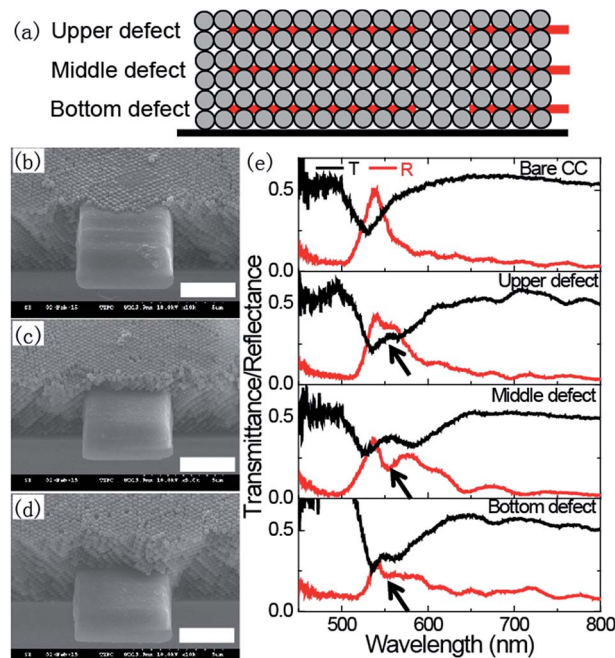 (a)
Upper defect
Middle defect
Bottom defect
(b)
(c)
(d)
(e)
T R Bare CC
0.5
0.0
Upper defect
0.5
0.0
Middle defect
0.5
0.0
Bottom defect
0.5
0.0
Transmittance/Reflectance
500 600 700 800
Wavelength (nm)